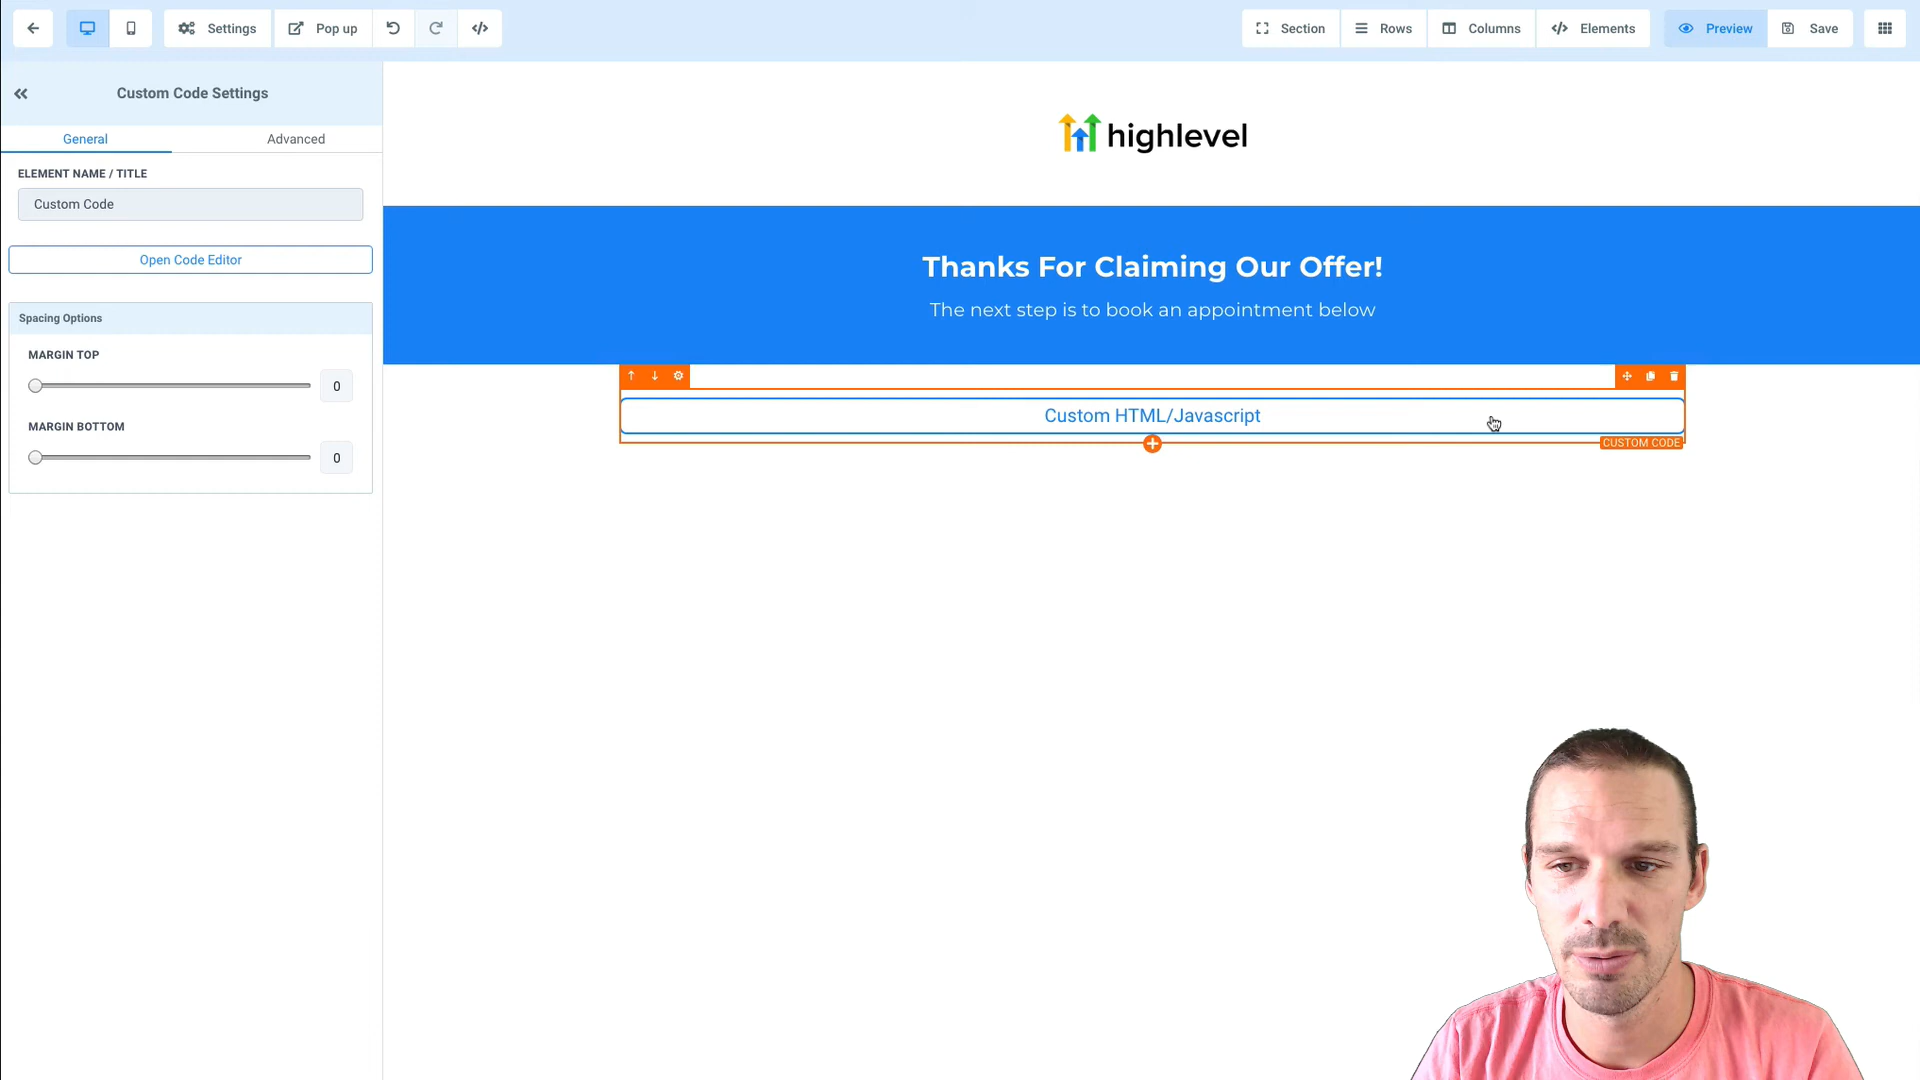 Settings
Pop up
Section
Rows
Columns
Elements
Preview
Save
Custom Code Settings
General
Advanced
ELEMENT NAME / TITLE
Custom Code
Open Code Editor
Spacing Options
MARGIN TOP
0
MARGIN BOTTOM
0
highlevel
Thanks For Claiming Our Offer!
The next step is to book an appointment below
Custom HTML/Javascript
CUSTOM CODE